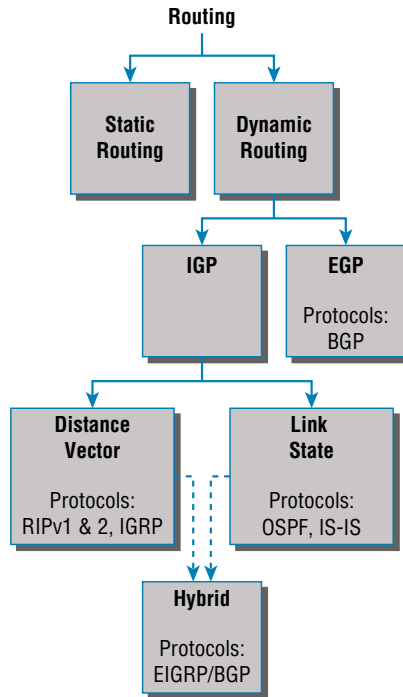 Routing
Static
Routing
Dynamic
Routing
IGP
EGP
Protocols:
BGP
Distance
Vector
Protocols:
RIPv1 & 2, IGRP
Link
State
Protocols:
OSPF, IS-IS
Hybrid
Protocols:
EIGRP/BGP